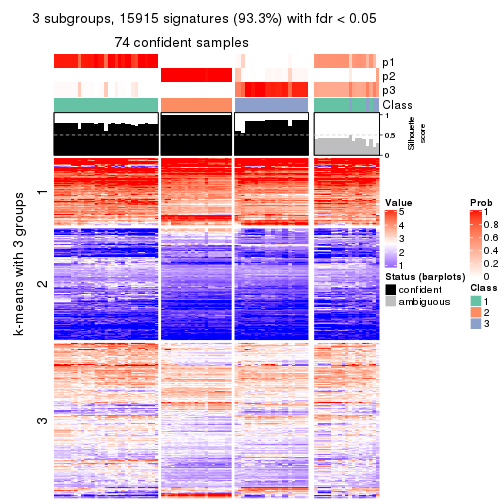 3 subgroups, 15915 signatures (93.3%) with fdr < 0.05
74 confident samples
p1
p2
p3
Class
1
0.5
0
Silhouette
score
k-means with 3 groups
1
2
3
Value
5
4
3
2
1
Status (barplots)
confident
ambiguous
Prob
1
0.8
0.6
0.4
0.2
0
Class
1
2
3